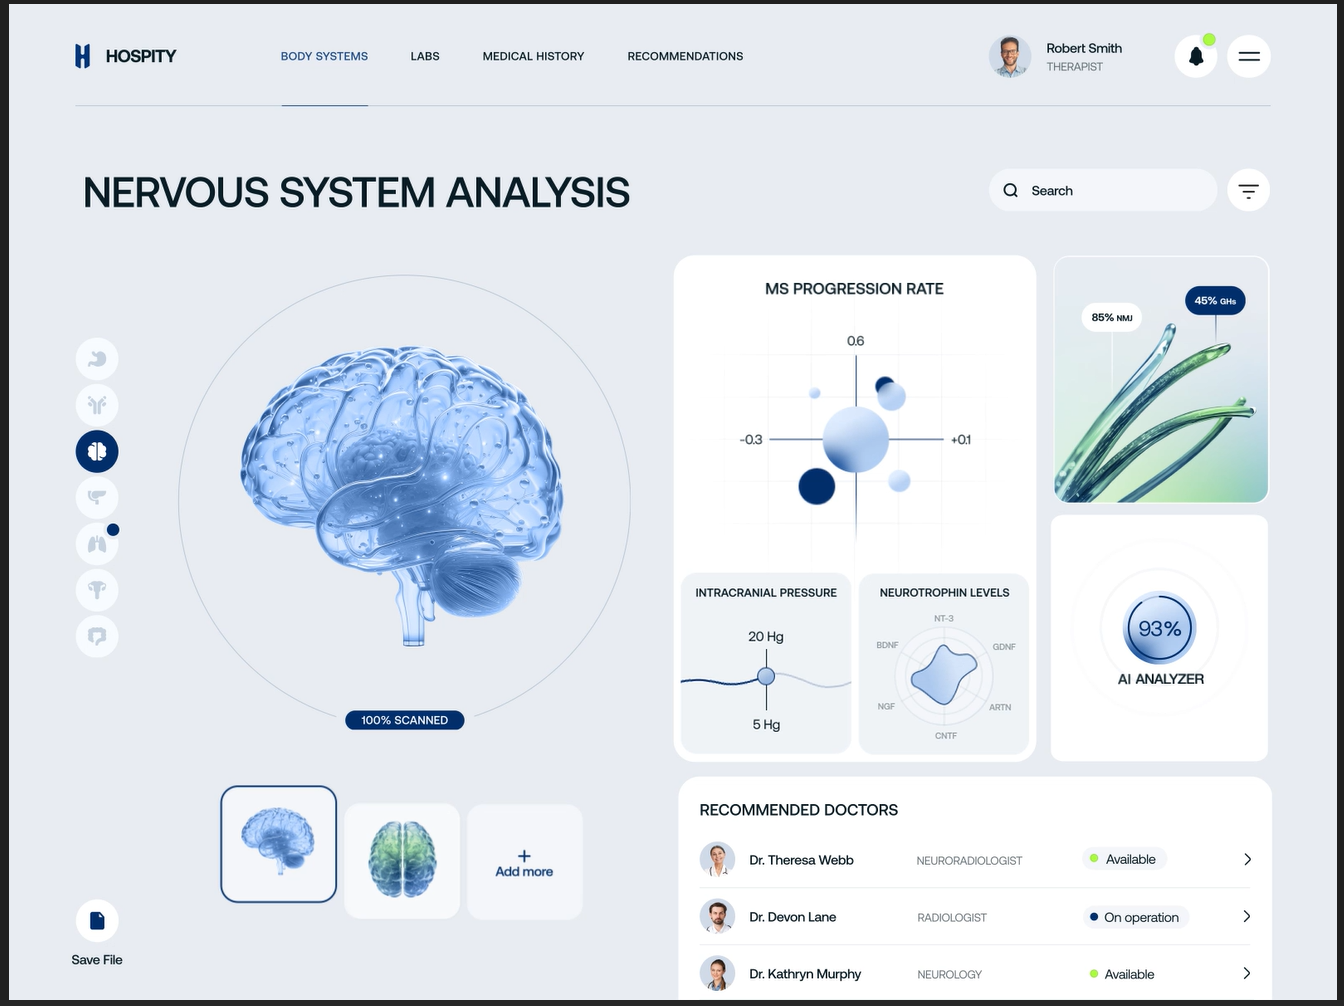 HOSPITY
BODY SYSTEMS
LABS
MEDICAL HISTORY
RECOMMENDATIONS
Robert Smith
THERAPIST
NERVOUS SYSTEM ANALYSIS
Search
100% SCANNED
Add more
Save File
MS PROGRESSION RATE
0.6
-0.3
+0.1
INTRACRANIAL PRESSURE
20 Hg
5 Hg
NEUROTROPHIN LEVELS
NT-3
BDNF
GDNF
NGF
ARTN
CNTF
85% NMJ
45% GHs
93%
AI ANALYZER
RECOMMENDED DOCTORS
Dr. Theresa Webb NEURORADIOLOGIST Available
Dr. Devon Lane RADIOLOGIST On operation
Dr. Kathryn Murphy NEUROLOGY Available